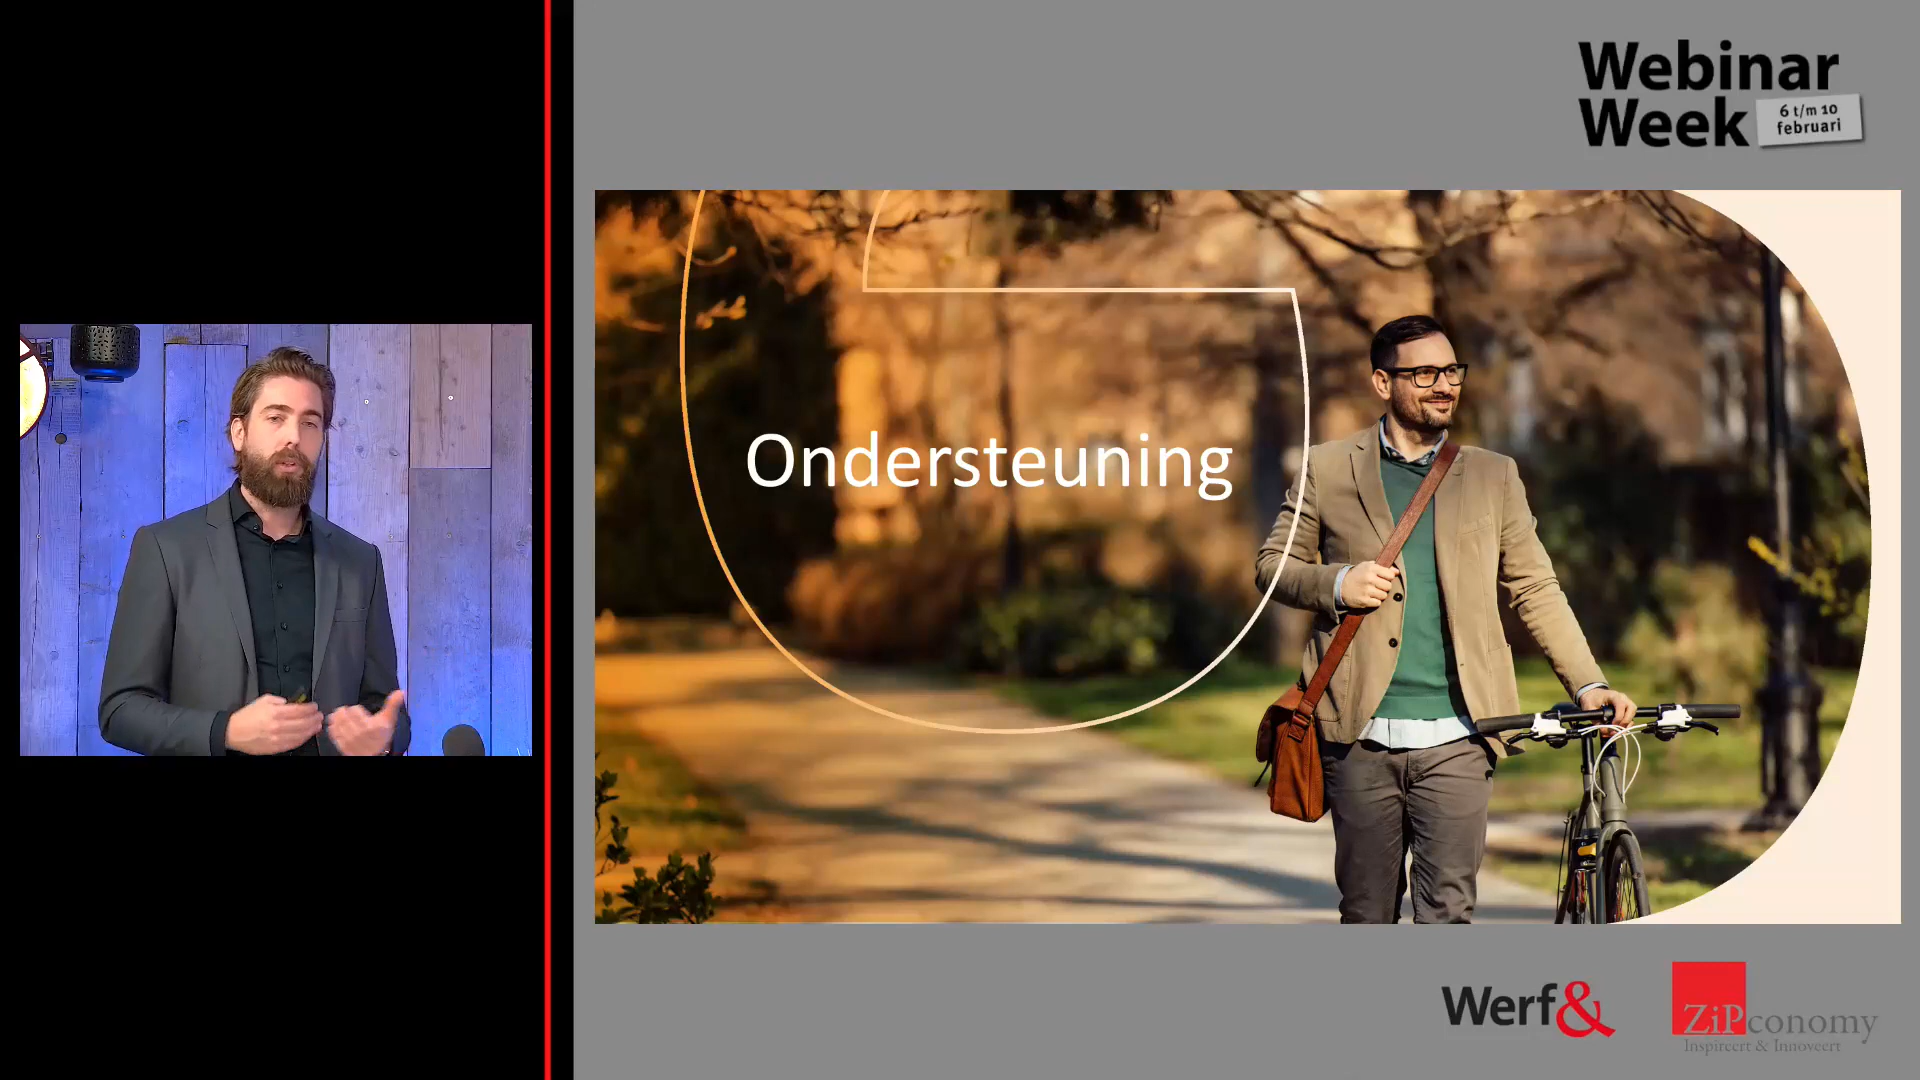 Webinar
Week
6 t/m 10
februari
Ondersteuning
Werf&
ZiPconomy
Inspireert & Innoveert